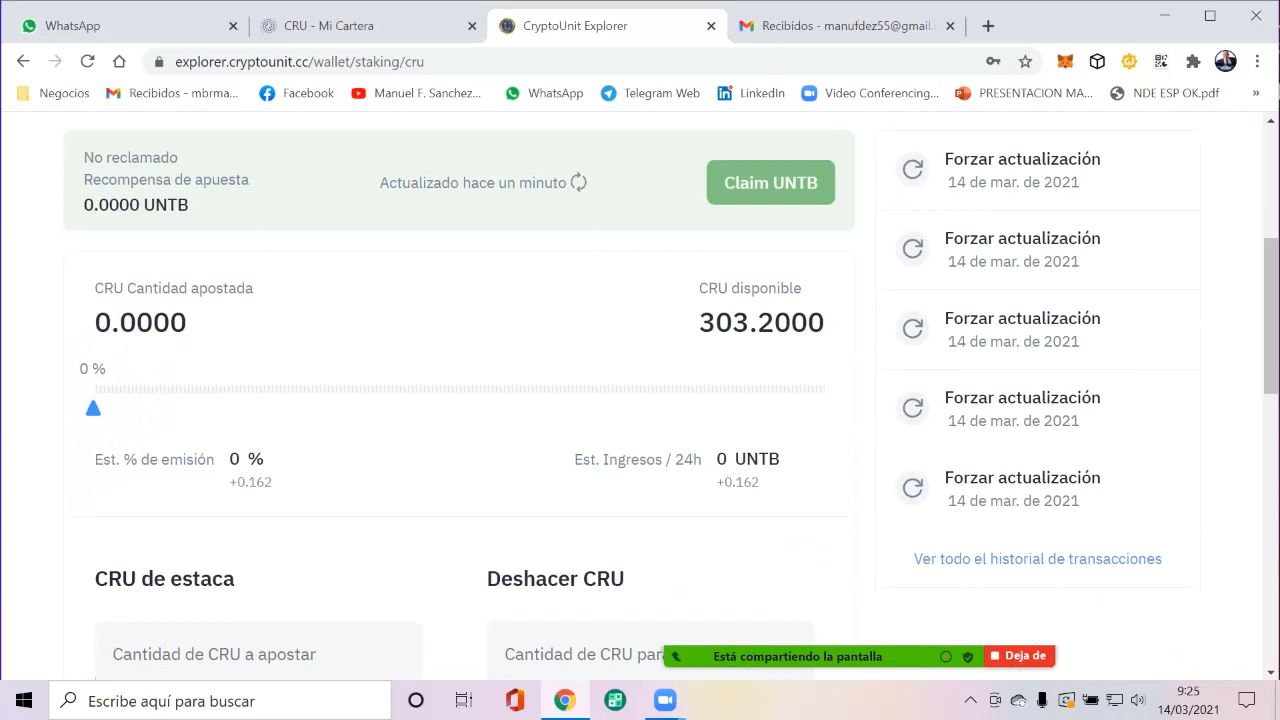 WhatsApp
CRU - Mi Cartera
CryptoUnit Explorer
Recibidos - manufdez55@gmail.
explorer.cryptounit.cc/wallet/staking/cru
Negocios
Recibidos - mbrma...
Facebook
Manuel F. Sanchez...
WhatsApp
Telegram Web
LinkedIn
Video Conferencing...
PRESENTACION MA...
NDE ESP OK.pdf
»
No reclamado
Recompensa de apuesta
0.0000 UNTB
Actualizado hace un minuto
Claim UNTB
CRU Cantidad apostada
0.0000
CRU disponible
303.2000
0 %
Est. % de emisión 0 %
+0.162
Est. Ingresos / 24h 0 UNTB
+0.162
CRU de estaca
Cantidad de CRU a apostar
Deshacer CRU
Cantidad de CRU par
Forzar actualización
14 de mar. de 2021
Forzar actualización
14 de mar. de 2021
Forzar actualización
14 de mar. de 2021
Forzar actualización
14 de mar. de 2021
Forzar actualización
14 de mar. de 2021
Ver todo el historial de transacciones
Está compartiendo la pantalla
Deja de
Escribe aquí para buscar
9:25
14/03/2021